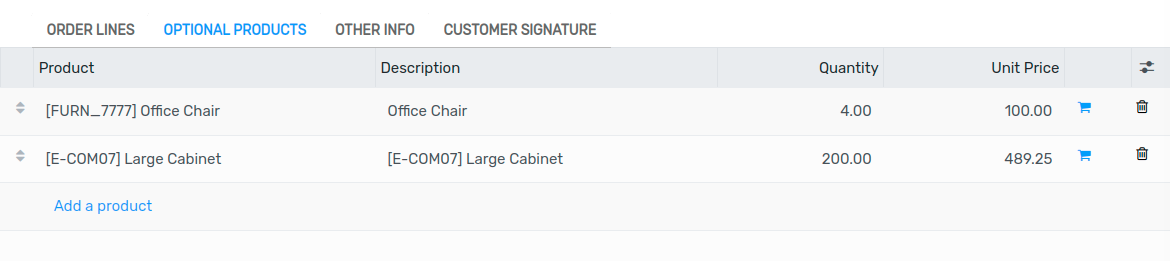 ORDER LINES OPTIONAL PRODUCTS OTHER INFO CUSTOMER SIGNATURE
Product Description Quantity Unit Price
[FURN_7777] Office Chair Office Chair 4.00 100.00
[E-COM07] Large Cabinet [E-COM07] Large Cabinet 200.00 489.25
Add a product